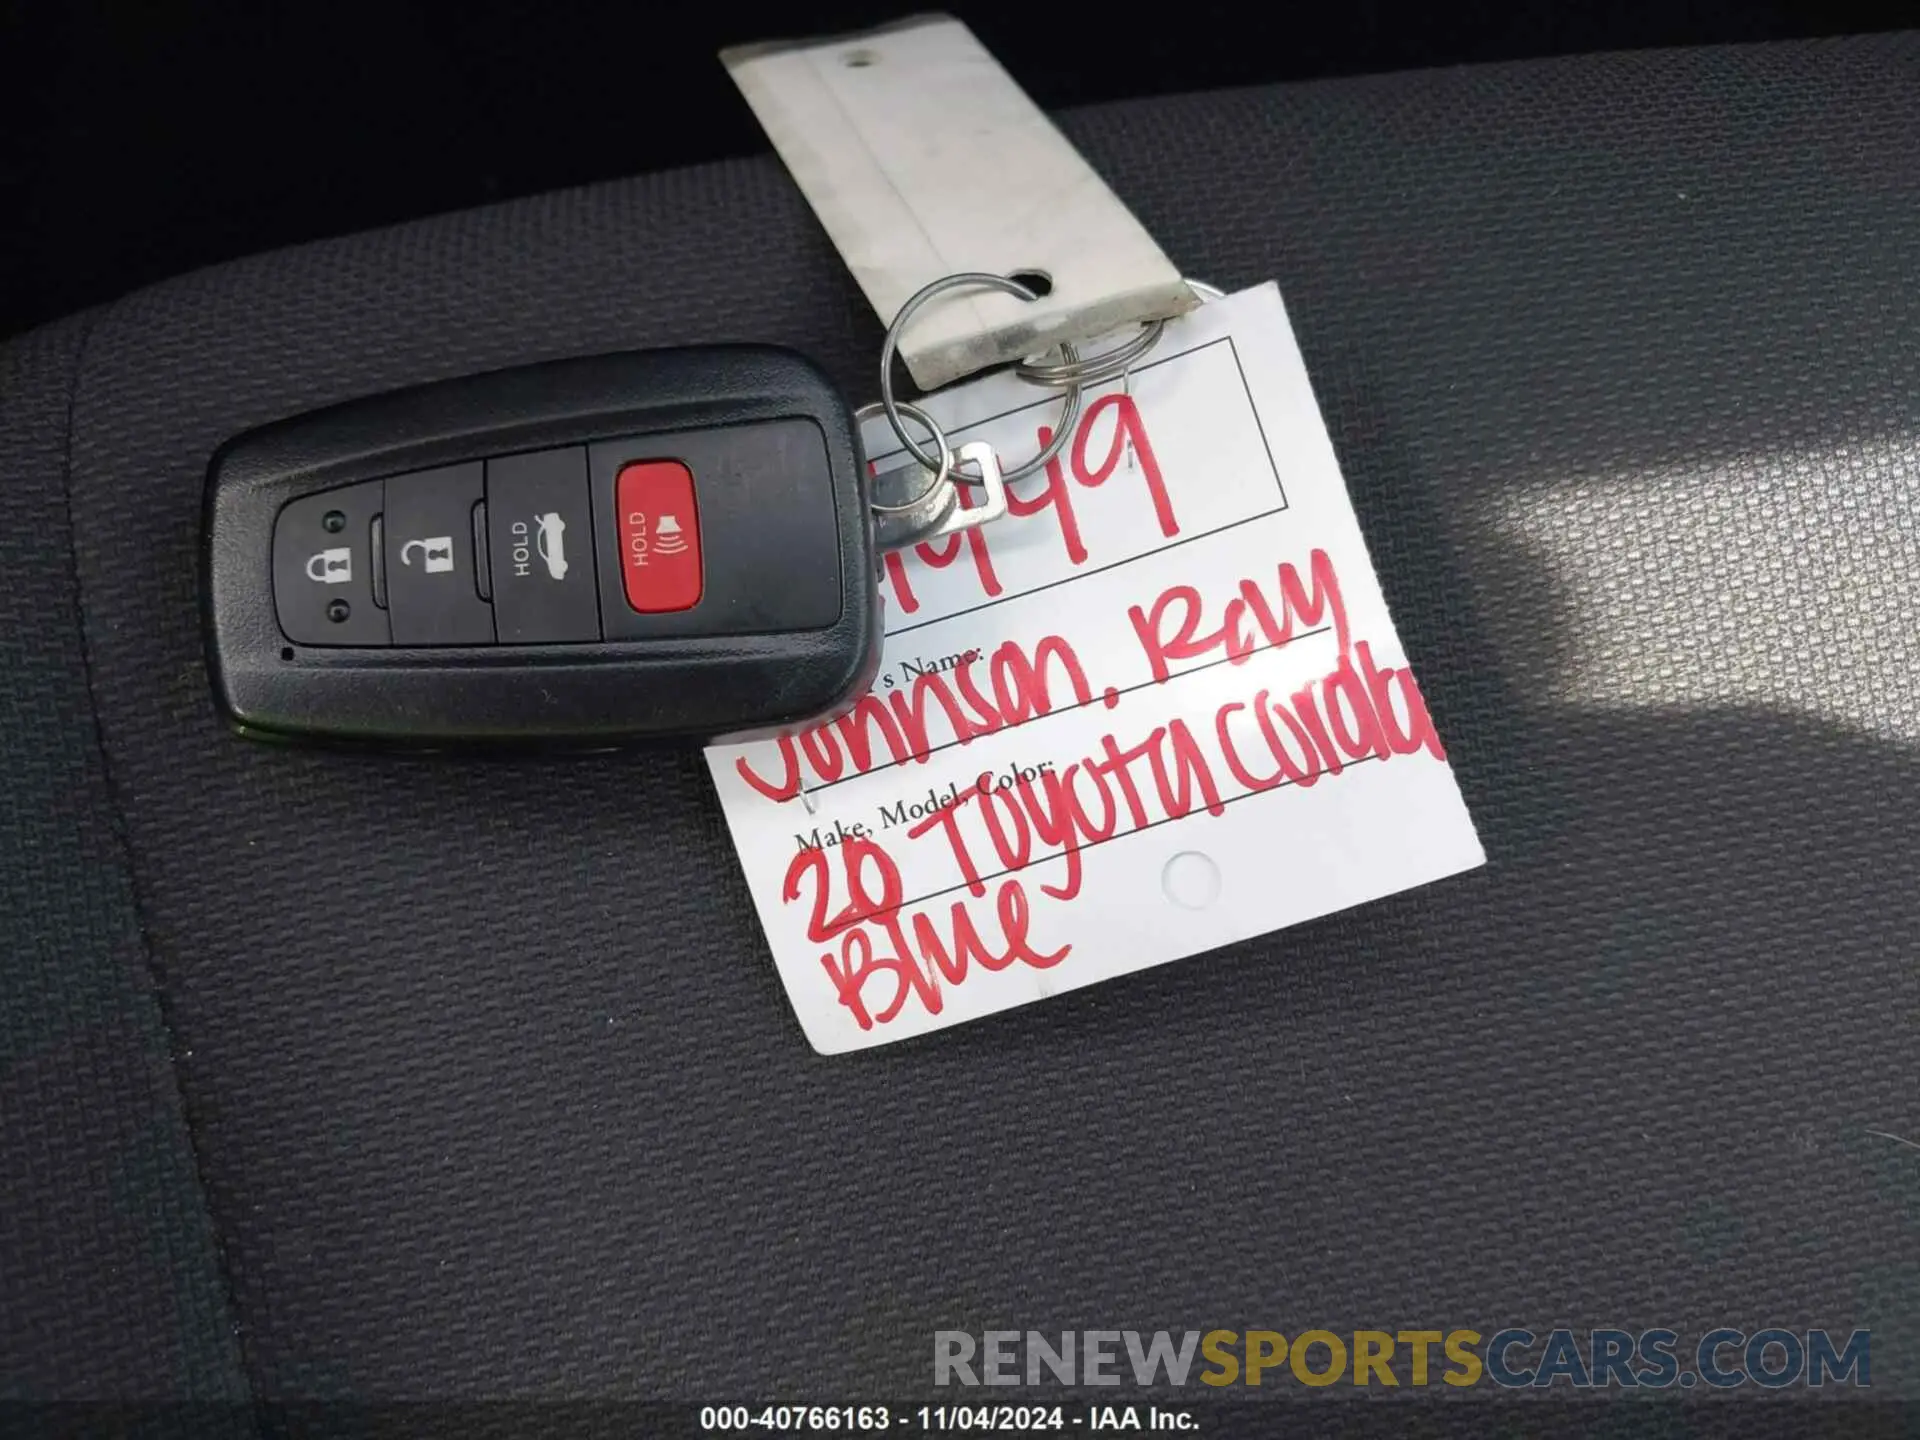 HOLD
HOLD
449
's Name:
Johnson, Ray
Make, Model, Color:
20 Toyota Corolla
Blue
RENEWSPORTSCARS.COM
000-40766163 - 11/04/2024 - IAA Inc.